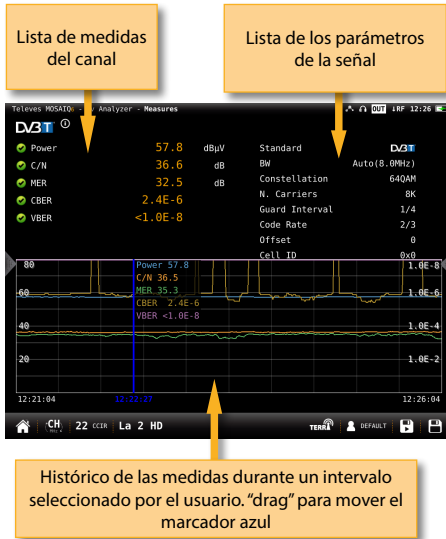 Lista de medidas
del canal
Lista de los parámetros
de la señal
Televes MOSAIQ6 - Analyzer - Measures
OUT ↓RF 12:26
DVB T
Power 57.8 dBµV
C/N 36.6 dB
MER 32.5 dB
CBER 2.4E-6
VBER <1.0E-8
Standard DVB T
BW Auto(8.0MHz)
Constellation 64QAM
N. Carriers 8K
Guard Interval 1/4
Code Rate 2/3
Offset 0
Cell ID 0x0
80 1.0E-8
Power 57.8
C/N 36.5
60 MER 35.3 1.0E-6
CBER 2.4E-6
VBER <1.0E-8
40 1.0E-4
20 1.0E-2
12:21:04 12:22:27 12:26:04
CH 22 CCIR La 2 HD TERRA DEFAULT
Histórico de las medidas durante un intervalo
seleccionado por el usuario. “drag” para mover el
marcador azul